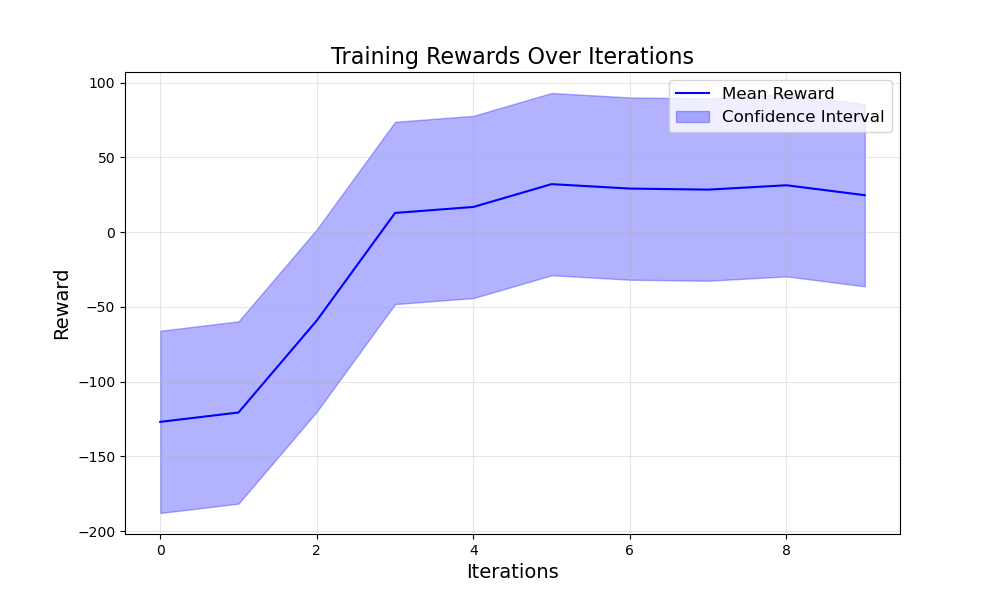 Training Rewards Over Iterations
Mean Reward
Confidence Interval
100
50
0
−50
−100
−150
−200
Reward
0 2 4 6 8
Iterations